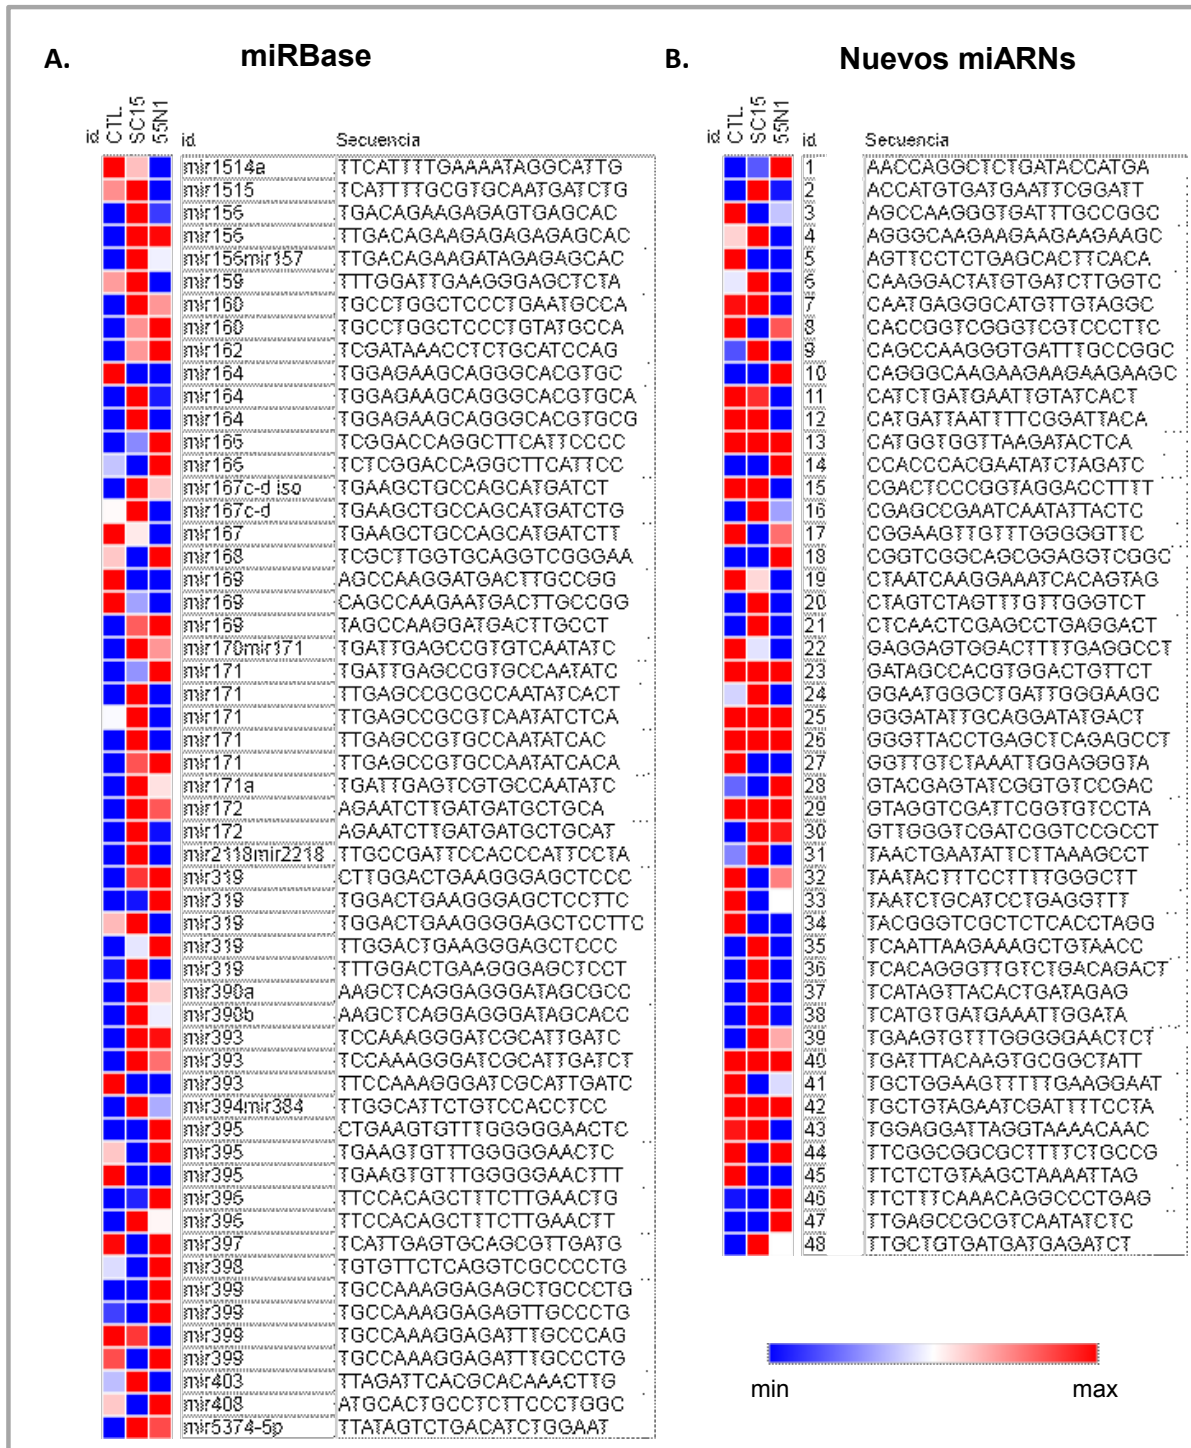 A. miRBase
id CTL SC15 55N1 id Secuencia
mir1514a TTCATTTTGAAAATAGGCATTG
mir1515 TCATTTTGCGTGCAATGATCTG
mir156 TGACAGAAGAGAGTGAGCAC
mir156 TTGACAGAAGAGAGAGAGCAC
mir156mir157 TTGACAGAAGATAGAGAGCAC
mir159 TTTGGATTGAAGGGAGCTCTA
mir160 TGCCTGGCTCCCTGAATGCCA
mir160 TGCCTGGCTCCCTGTATGCCA
mir162 TCGATAAACCTCTGCATCCAG
mir164 TGGAGAAGCAGGGCACGTGC
mir164 TGGAGAAGCAGGGCACGTGCA
mir164 TGGAGAAGCAGGGCACGTGCG
mir166 TCGGACCAGGCTTCATTCCCC
mir166 TCTCGGACCAGGCTTCATTCC
mir167c-d iso TGAAGCTGCCAGCATGATCT
mir167c-d TGAAGCTGCCAGCATGATCTG
mir167 TGAAGCTGCCAGCATGATCTT
mir168 TCGCTTGGTGCAGGTCGGGAA
mir169 AGCCAAGGATGACTTGCCGG
mir169 CAGCCAAGAATGACTTGCCGG
mir169 TAGCCAAGGATGACTTGCCT
mir170mir171 TGATTGAGCCGTGTCAATATC
mir171 TGATTGAGCCGTGCCAATATC
mir171 TTGAGCCGCGCCAATATCACT
mir171 TTGAGCCGCGTCAATATCTCA
mir171 TTGAGCCGTGCCAATATCAC
mir171 TTGAGCCGTGCCAATATCACA
mir171a TGATTGAGTCGTGCCAATATC
mir172 AGAATCTTGATGATGCTGCA
mir172 AGAATCTTGATGATGCTGCAT
mir2118mir2218 TTGCCGATTCCACCCATTCCTA
mir319 CTTGGACTGAAGGGAGCTCCC
mir319 TGGACTGAAGGGAGCTCCTTC
mir319 TGGACTGAAGGGGAGCTCCTTC
mir319 TTGGACTGAAGGGAGCTCCC
mir319 TTTGGACTGAAGGGAGCTCCT
mir390a AAGCTCAGGAGGGATAGCGCC
mir390b AAGCTCAGGAGGGATAGCACC
mir393 TCCAAAGGGATCGCATTGATC
mir393 TCCAAAGGGATCGCATTGATCT
mir393 TTCCAAAGGGATCGCATTGATC
mir394mir384 TTGGCATTCTGTCCACCTCC
mir395 CTGAAGTGTTTGGGGGAACTC
mir395 TGAAGTGTTTGGGGGAACTC
mir395 TGAAGTGTTTGGGGGAACTTT
mir396 TTCCACAGCTTTCTTGAACTG
mir396 TTCCACAGCTTTCTTGAACTT
mir397 TCATTGAGTGCAGCGTTGATG
mir398 TGTGTTCTCAGGTCGCCCCTG
mir399 TGCCAAAGGAGAGCTGCCCTG
mir399 TGCCAAAGGAGAGTTGCCCTG
mir399 TGCCAAAGGAGATTTGCCCAG
mir399 TGCCAAAGGAGATTTGCCCTG
mir403 TTAGATTCACGCACAAACTTG
mir408 ATGCACTGCCTCTTCCCTGGC
mir5374-5p TTATAGTCTGACATCTGGAAT
B. Nuevos miARNs
id CTL SC15 55N1 id Secuencia
1 AACCAGGCTCTGATACCATGA
2 ACCATGTGATGAATTCGGATT
3 AGCCAAGGGTGATTTGCCGGC
4 AGGGCAAGAAGAAGAAGAAGC
5 AGTTCCTCTGAGCACTTCACA
6 CAAGGACTATGTGATCTTGGTC
7 CAATGAGGGCATGTTGTAGGC
8 CACCGGTCGGGTCGTCCCTTC
9 CAGCCAAGGGTGATTTGCCGGC
10 CAGGGCAAGAAGAAGAAGAAGC
11 CATCTGATGAATTGTATCACT
12 CATGATTAATTTTCGGATTACA
13 CATGGTGGTTAAGATACTCA
14 CCACCCACGAATATCTAGATC
15 CGACTCCCGGTAGGACCTTTT
16 CGAGCCGAATCAATATTACTC
17 CGGAAGTTGTTTGGGGGTTC
18 CGGTCGGCAGCGGAGGTCGGC
19 CTAATCAAGGAAATCACAGTAG
20 CTAGTCTAGTTTGTTGGGTCT
21 CTCAACTCGAGCCTGAGGACT
22 GAGGAGTGGACTTTTGAGGCCT
23 GATAGCCACGTGGACTGTTCT
24 GGAATGGGCTGATTGGGAAGC
25 GGGATATTGCAGGATATGACT
26 GGGTTACCTGAGCTCAGAGCCT
27 GGTTGTCTAAATTGGAGGGTA
28 GTACGAGTATCGGTGTCCGAC
29 GTAGGTCGATTCGGTGTCCTA
30 GTTGGGTCGATCGGTCCGCCT
31 TAACTGAATATTCTTAAAGCCT
32 TAATACTTTCCTTTTGGGCTT
33 TAATCTGCATCCTGAGGTTT
34 TACGGGTCGCTCTCACCTAGG
35 TCAATTAAGAAAGCTGTAACC
36 TCACAGGGTTGTCTGACAGACT
37 TCATAGTTACACTGATAGAG
38 TCATGTGATGAAATTGGATA
39 TGAAGTGTTTGGGGGAACTCT
40 TGATTTACAAGTGCGGCTATT
41 TGCTGGAAGTTTTTGAAGGAAT
42 TGCTGTAGAATCGATTTTCCTA
43 TGGAGGATTAGGTAAAACAAC
44 TTCGGCGGCGCTTTTCTGCCG
45 TTCTCTGTAAGCTAAAATTAG
46 TTCTTTCAAACAGGCCCTGAG
47 TTGAGCCGCGTCAATATCTC
48 TTGCTGTGATGATGAGATCT
min max